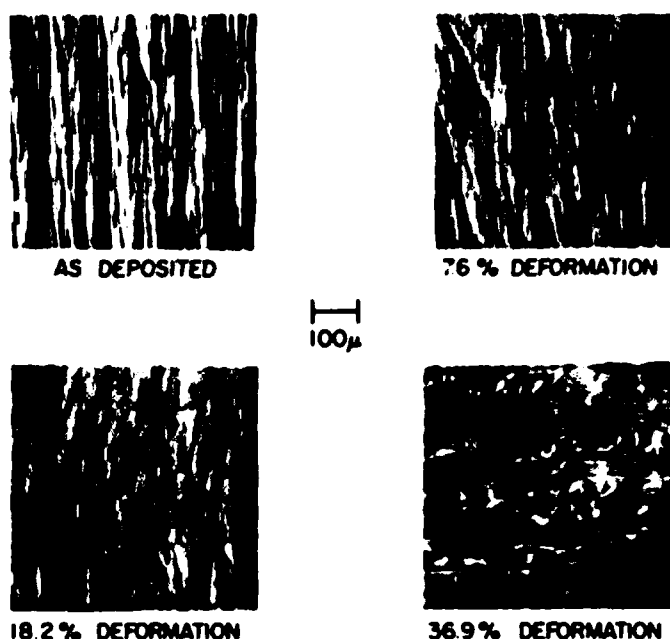 AS DEPOSITED
7.6 % DEFORMATION
100μ
18.2 % DEFORMATION
36.9 % DEFORMATION